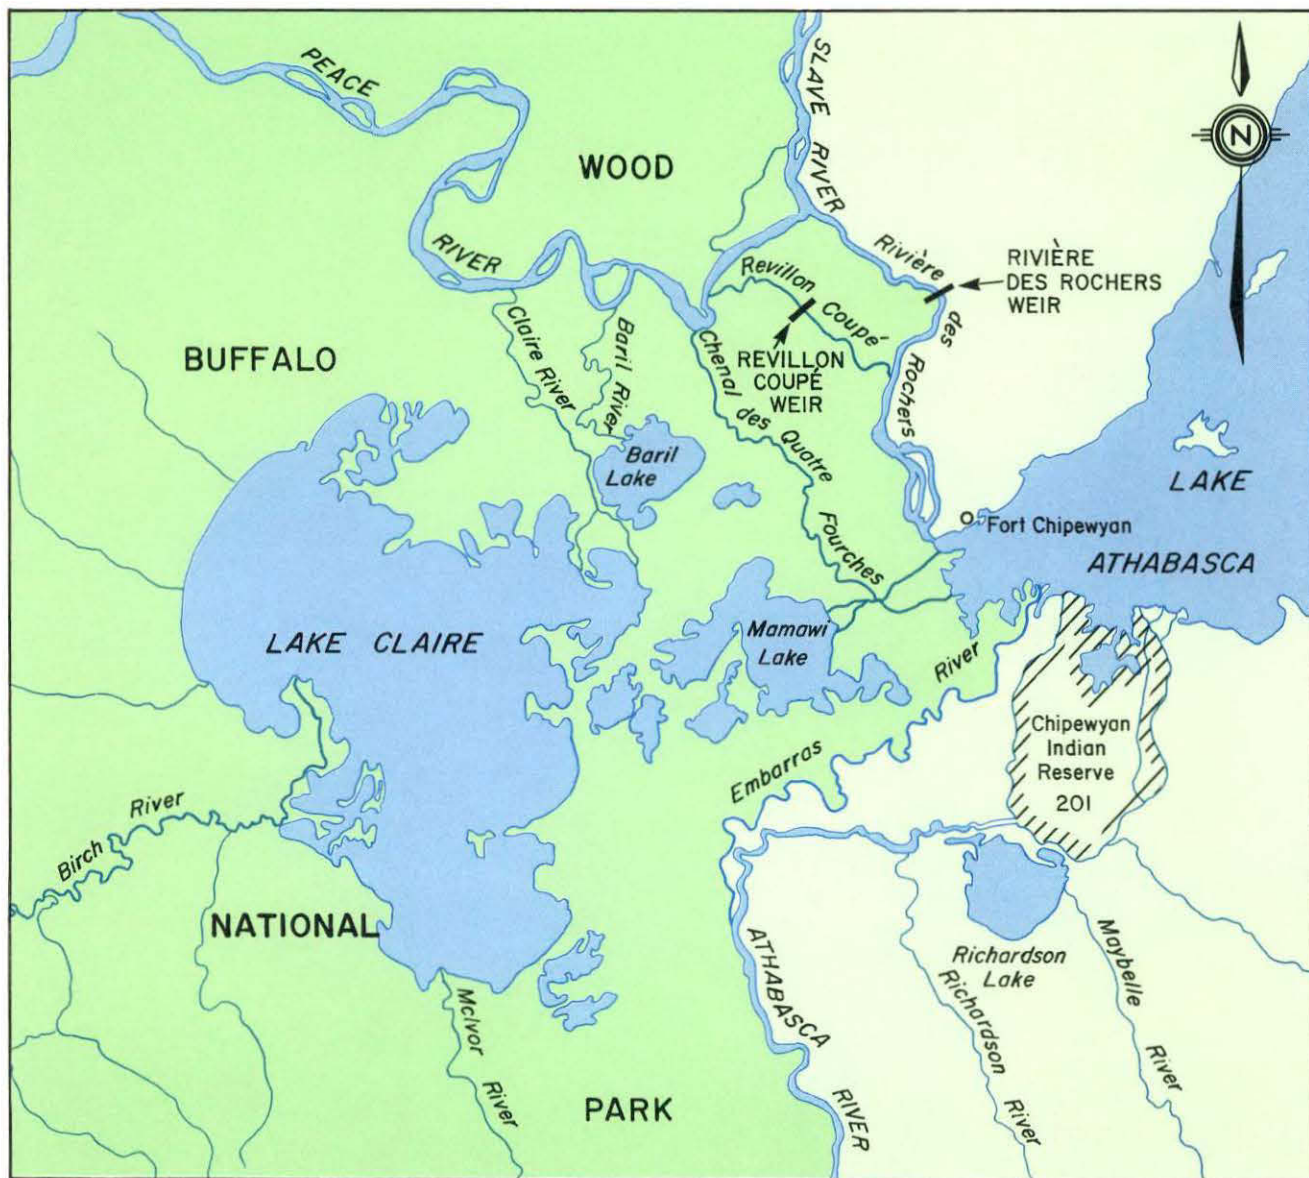 PEACE
RIVER
SLAVE RIVER
WOOD
N
Rivière
des
Rochers
RIVIÈRE
DES ROCHERS
WEIR
Revillon
Coupé
REVILLON
COUPÉ
WEIR
BUFFALO
Claire River
Baril River
Chenal
des
Quatre
Fourches
Baril
Lake
LAKE
ATHABASCA
Fort Chipewyan
LAKE CLAIRE
Mamawi
Lake
Embarras
River
Chipewyan
Indian
Reserve
201
Birch
River
NATIONAL
Richardson
Lake
ATHABASCA
RIVER
McIvor
River
Richardson
River
Maybelle
River
PARK